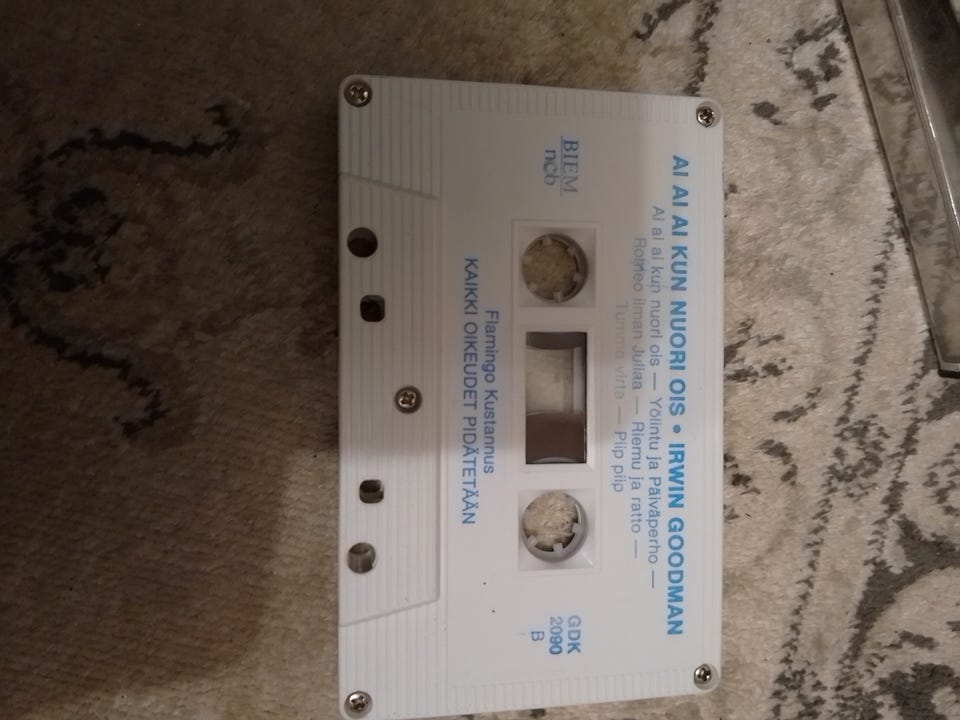 AI AI AI KUN NUORI OIS • IRWIN GOODMAN
Ai ai ai kun nuori ois — Yölintu ja Päiväperho —
Romeo ilman Juliaa — Riemu ja ratto —
Tumma virta — Piip piip
BIEM
ncb
GDK
2090
B
Flamingo Kustannus
KAIKKI OIKEUDET PIDÄTETÄÄN